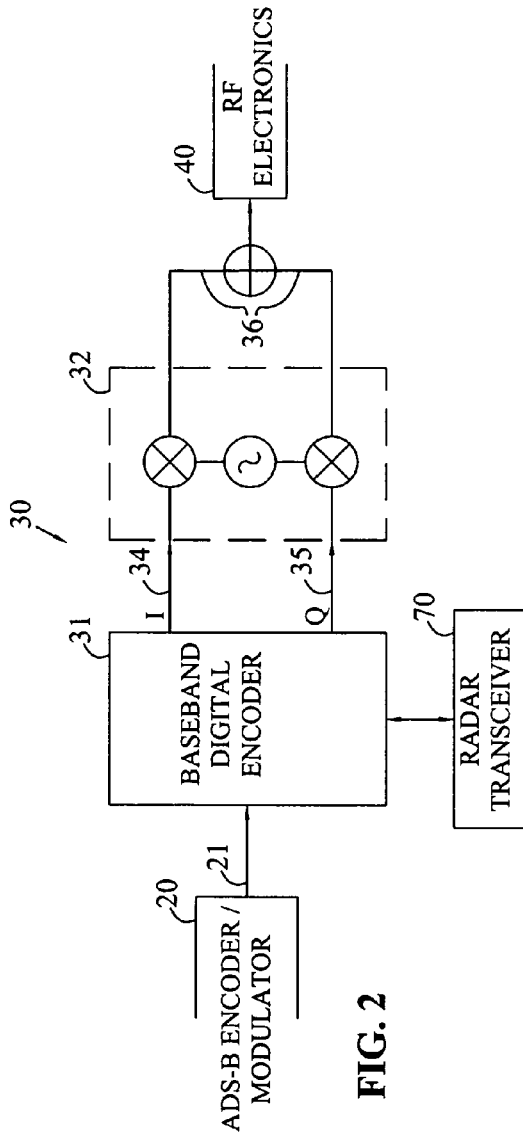 30
20
ADS-B ENCODER /
MODULATOR
21
31
BASEBAND
DIGITAL
ENCODER
I
34
Q
35
32
36
40
RF
ELECTRONICS
70
RADAR
TRANSCEIVER
FIG. 2